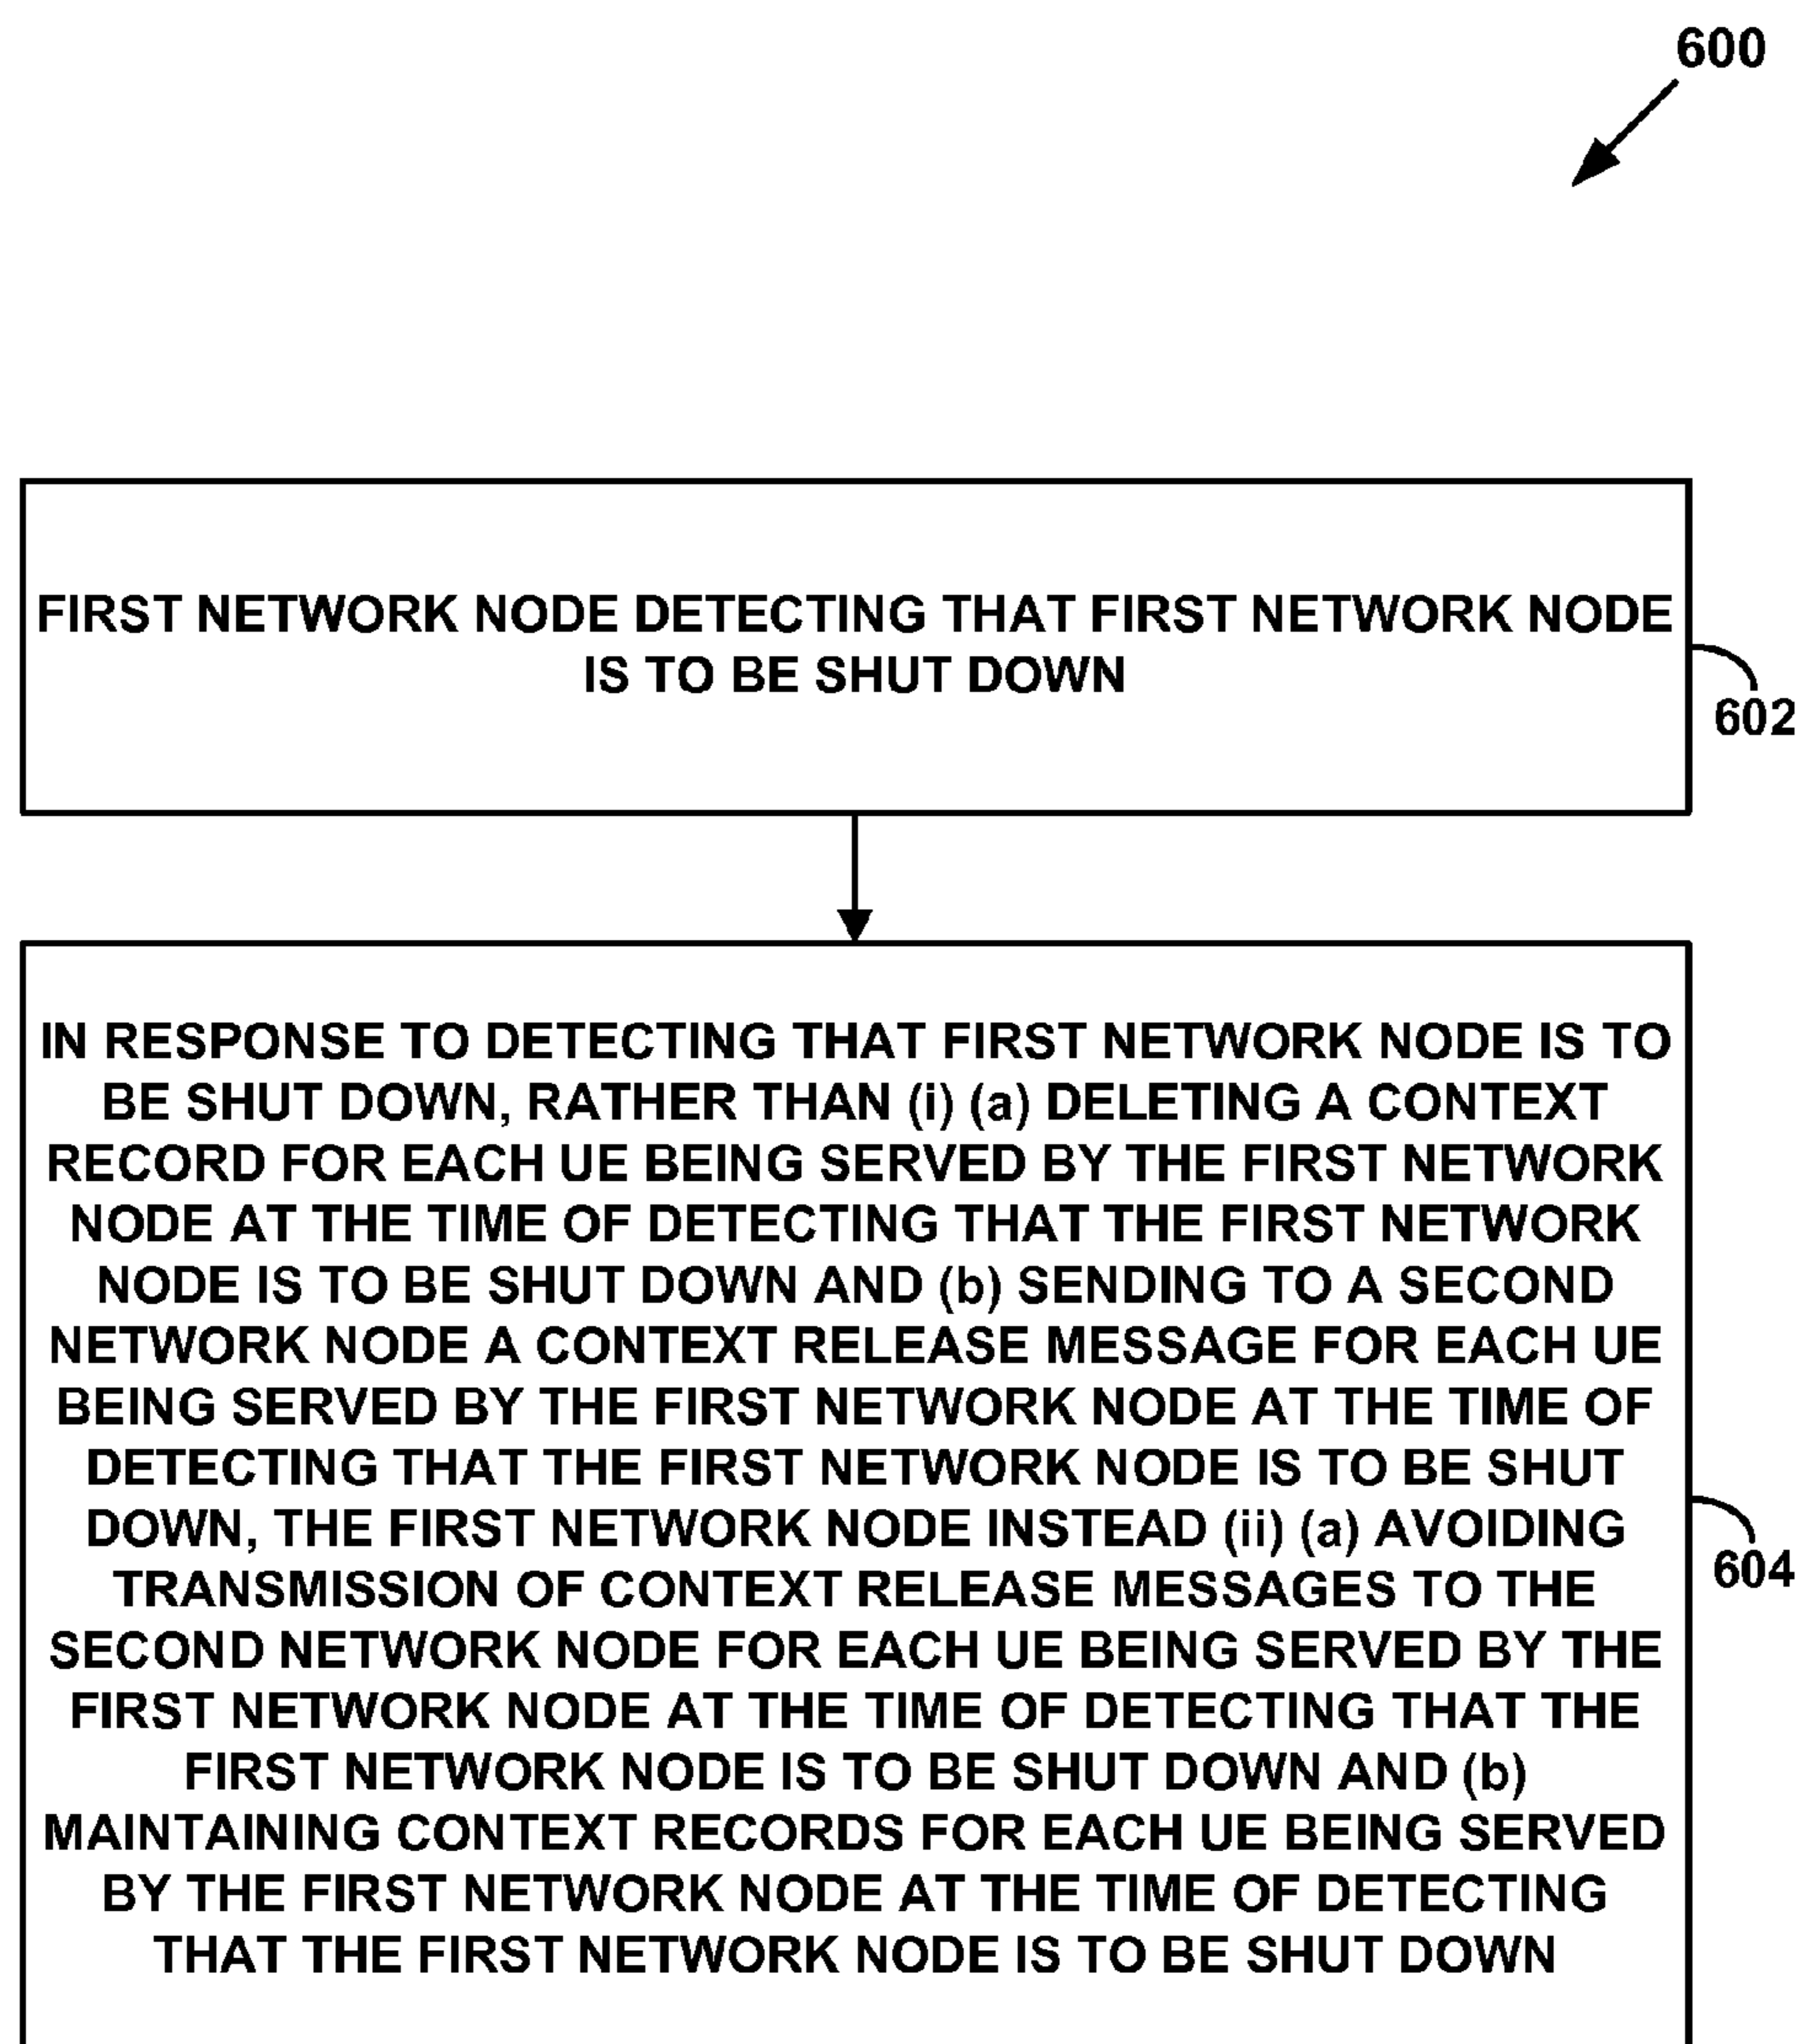 600
FIRST NETWORK NODE DETECTING THAT FIRST NETWORK NODE
IS TO BE SHUT DOWN
602
IN RESPONSE TO DETECTING THAT FIRST NETWORK NODE IS TO
BE SHUT DOWN, RATHER THAN (i) (a) DELETING A CONTEXT
RECORD FOR EACH UE BEING SERVED BY THE FIRST NETWORK
NODE AT THE TIME OF DETECTING THAT THE FIRST NETWORK
NODE IS TO BE SHUT DOWN AND (b) SENDING TO A SECOND
NETWORK NODE A CONTEXT RELEASE MESSAGE FOR EACH UE
BEING SERVED BY THE FIRST NETWORK NODE AT THE TIME OF
DETECTING THAT THE FIRST NETWORK NODE IS TO BE SHUT
DOWN, THE FIRST NETWORK NODE INSTEAD (ii) (a) AVOIDING
TRANSMISSION OF CONTEXT RELEASE MESSAGES TO THE
SECOND NETWORK NODE FOR EACH UE BEING SERVED BY THE
FIRST NETWORK NODE AT THE TIME OF DETECTING THAT THE
FIRST NETWORK NODE IS TO BE SHUT DOWN AND (b)
MAINTAINING CONTEXT RECORDS FOR EACH UE BEING SERVED
BY THE FIRST NETWORK NODE AT THE TIME OF DETECTING
THAT THE FIRST NETWORK NODE IS TO BE SHUT DOWN
604